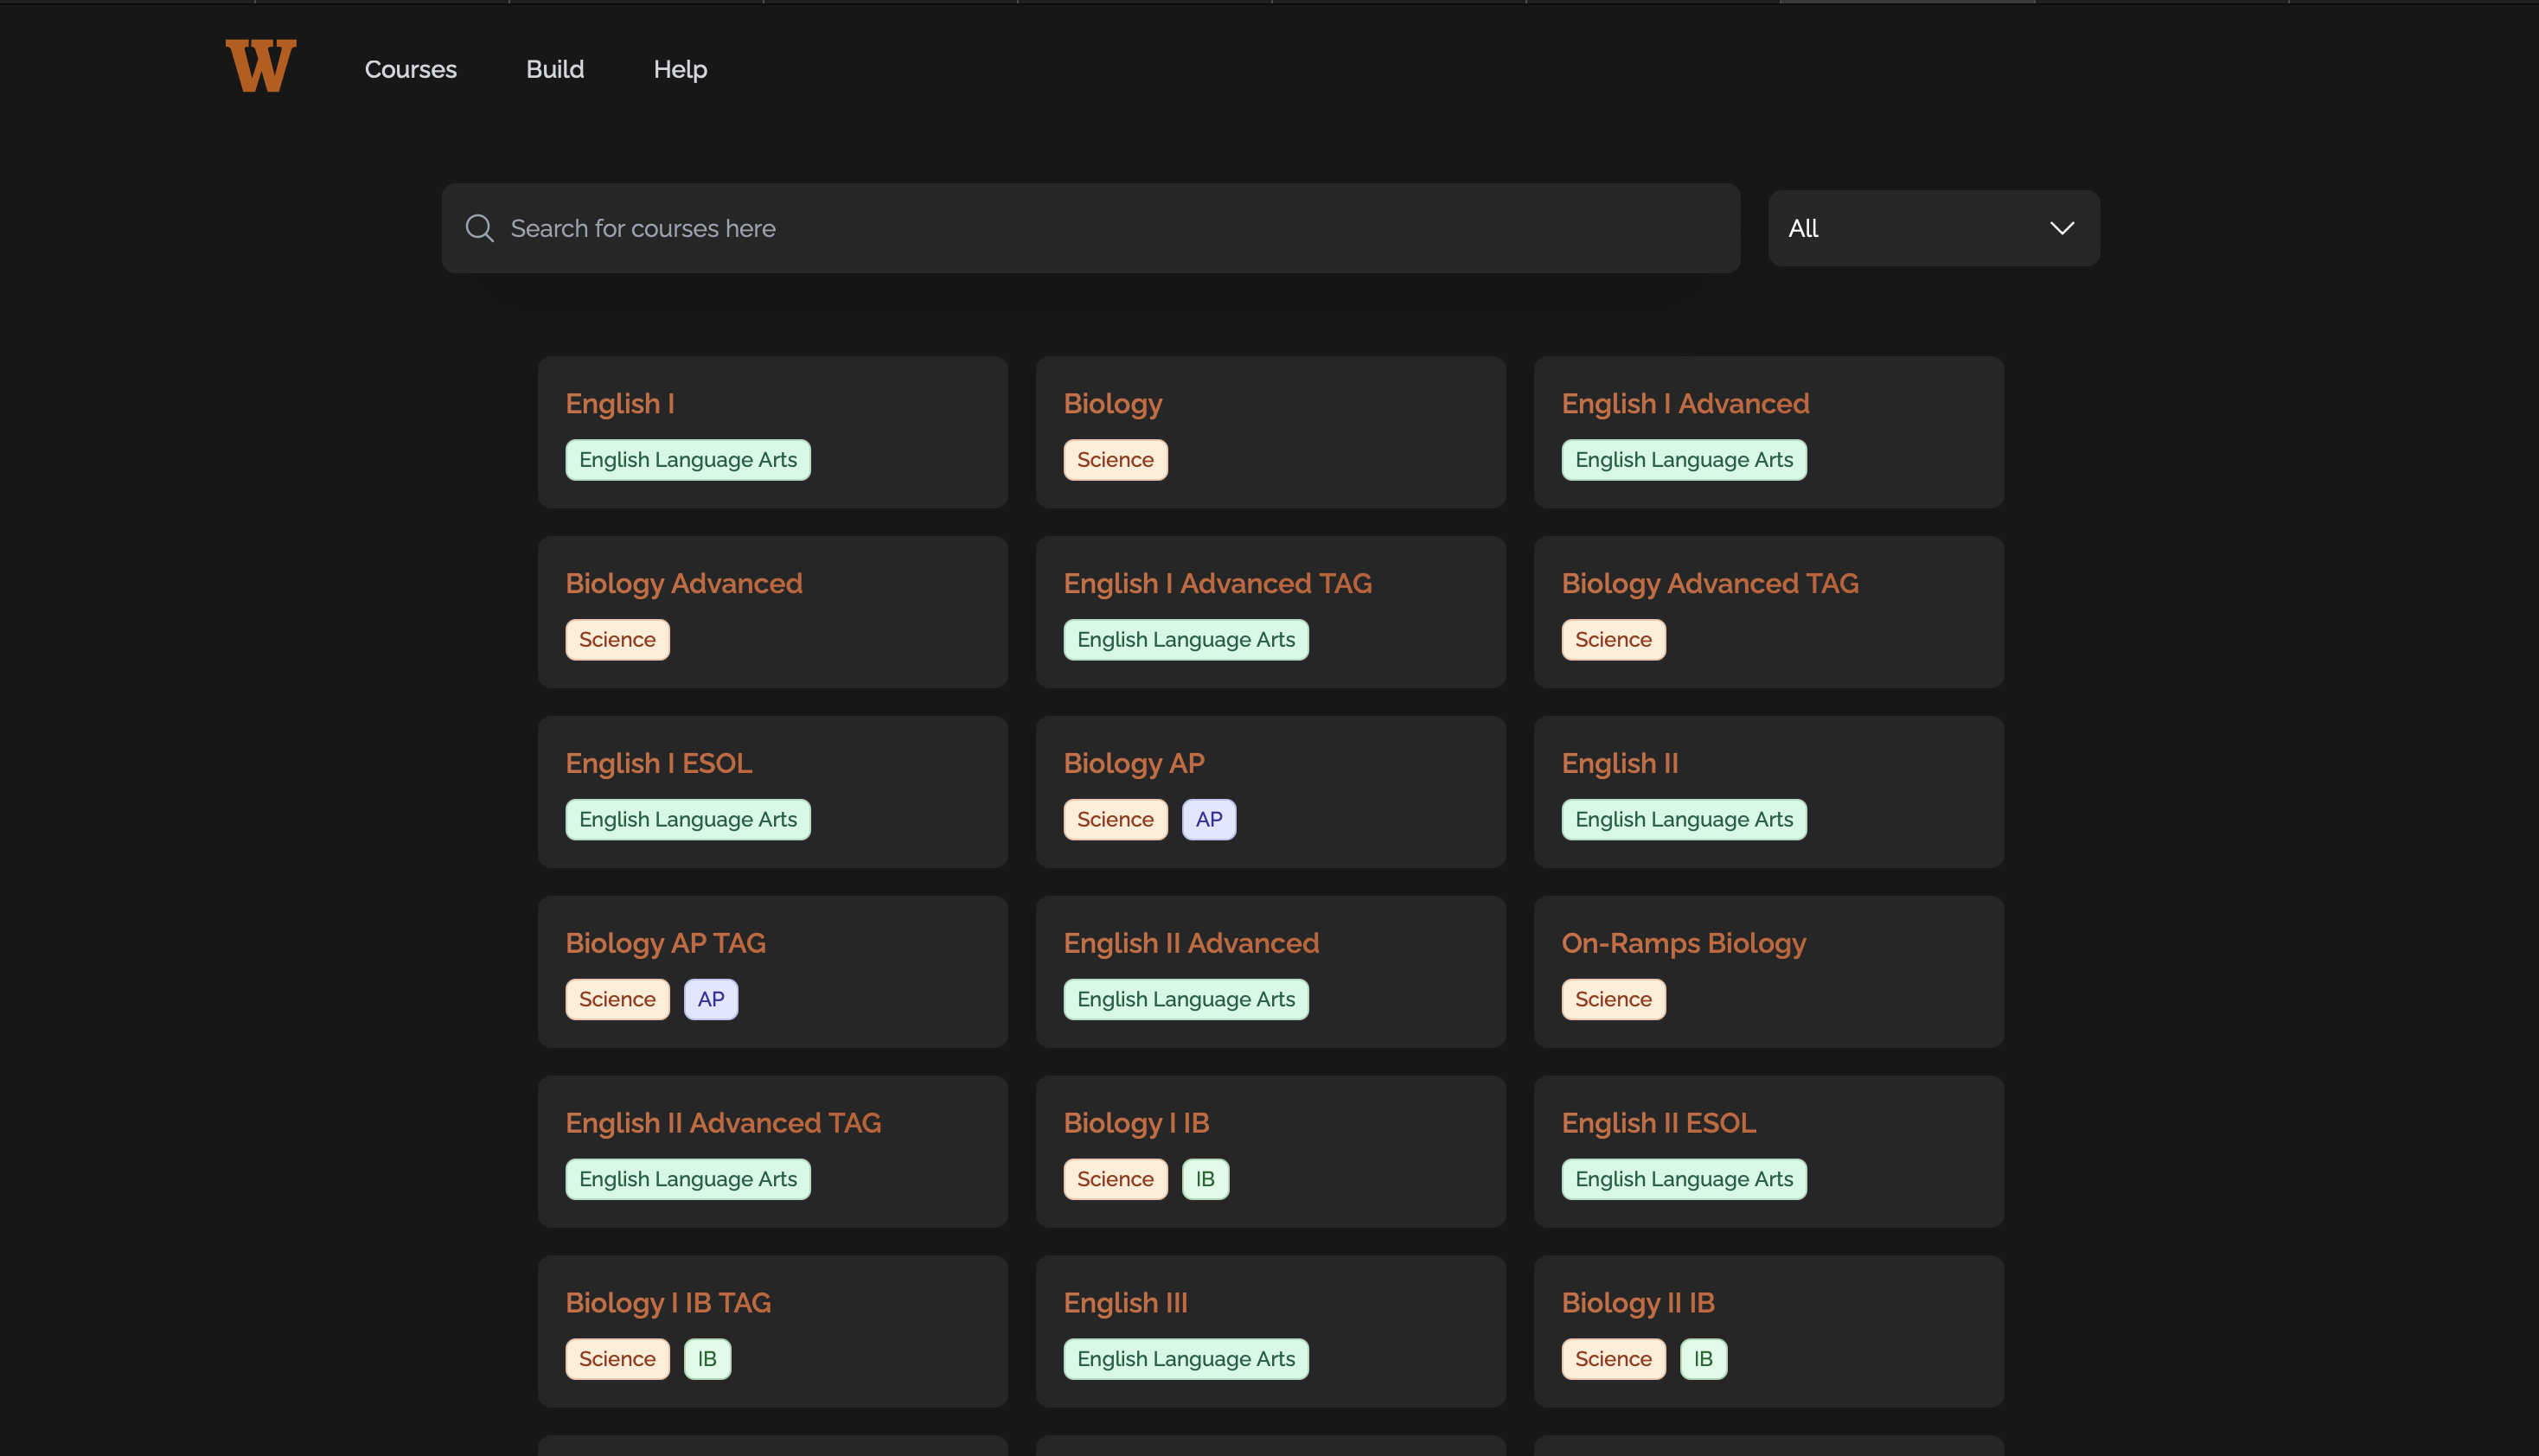 W
Courses
Build
Help
Search for courses here
All
English I
English Language Arts
Biology
Science
English I Advanced
English Language Arts
Biology Advanced
Science
English I Advanced TAG
English Language Arts
Biology Advanced TAG
Science
English I ESOL
English Language Arts
Biology AP
Science
AP
English II
English Language Arts
Biology AP TAG
Science
AP
English II Advanced
English Language Arts
On-Ramps Biology
Science
English II Advanced TAG
English Language Arts
Biology I IB
Science
IB
English II ESOL
English Language Arts
Biology I IB TAG
Science
IB
English III
English Language Arts
Biology II IB
Science
IB